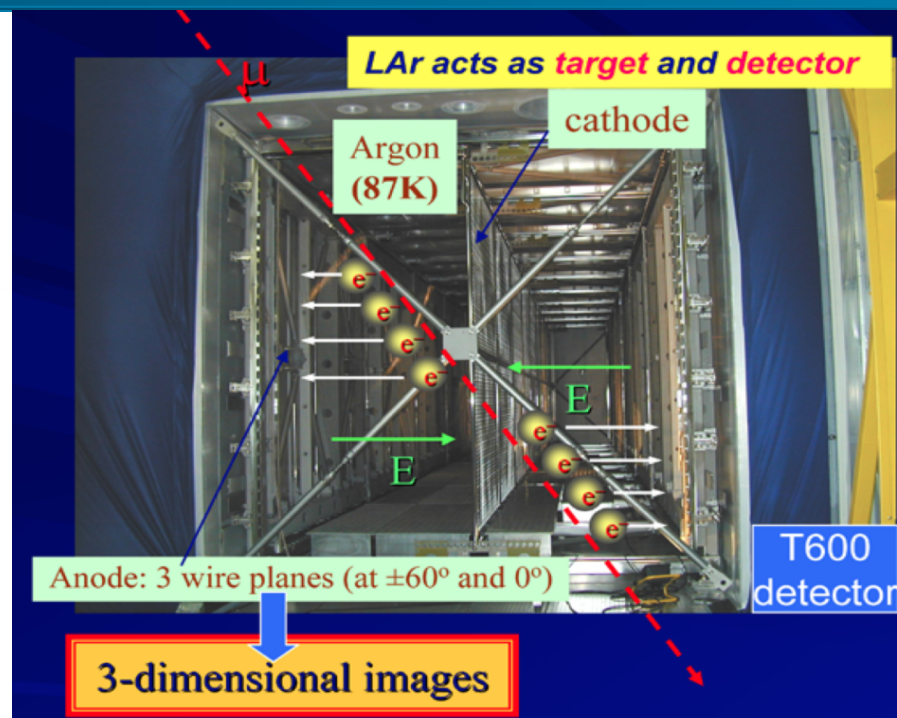 LAr acts as target and detector
μ
cathode
Argon
(87K)
e⁻
e⁻
e⁻
e⁻
E
E
e⁻
e⁻
e⁻
e⁻
T600
detector
Anode: 3 wire planes (at ±60º and 0º)
3-dimensional images